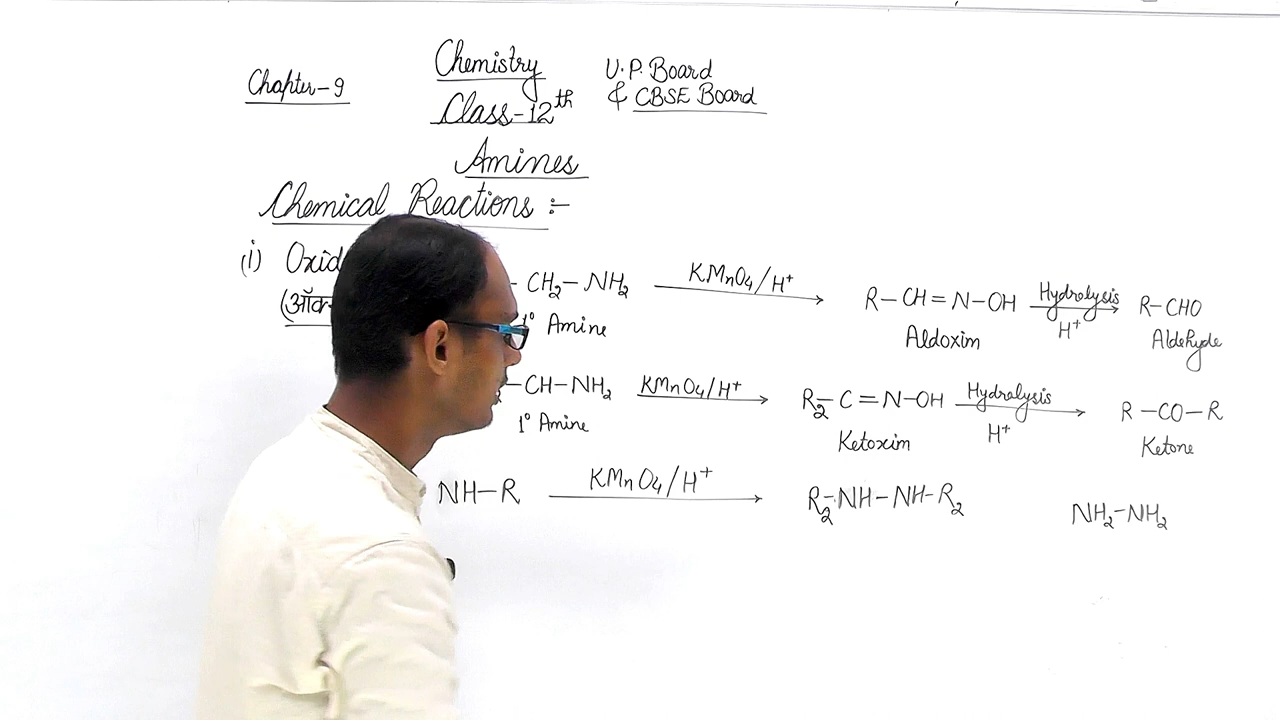 Chapter-9
Chemistry
Class-12th
U.P. Board
& CBSE Board
Amines
Chemical Reactions :-
(i) Oxid
(ऑक्
- CH2-NH2 KMnO4/H+ R-CH=N-OH Hydrolysis H+ R-CHO
1° Amine Aldoxim Aldehyde
-CH-NH2 KMnO4/H+ R2-C=N-OH Hydrolysis H+ R-CO-R
1° Amine Ketoxim Ketone
NH-R KMnO4/H+ R2-NH-NH-R2 NH2-NH2